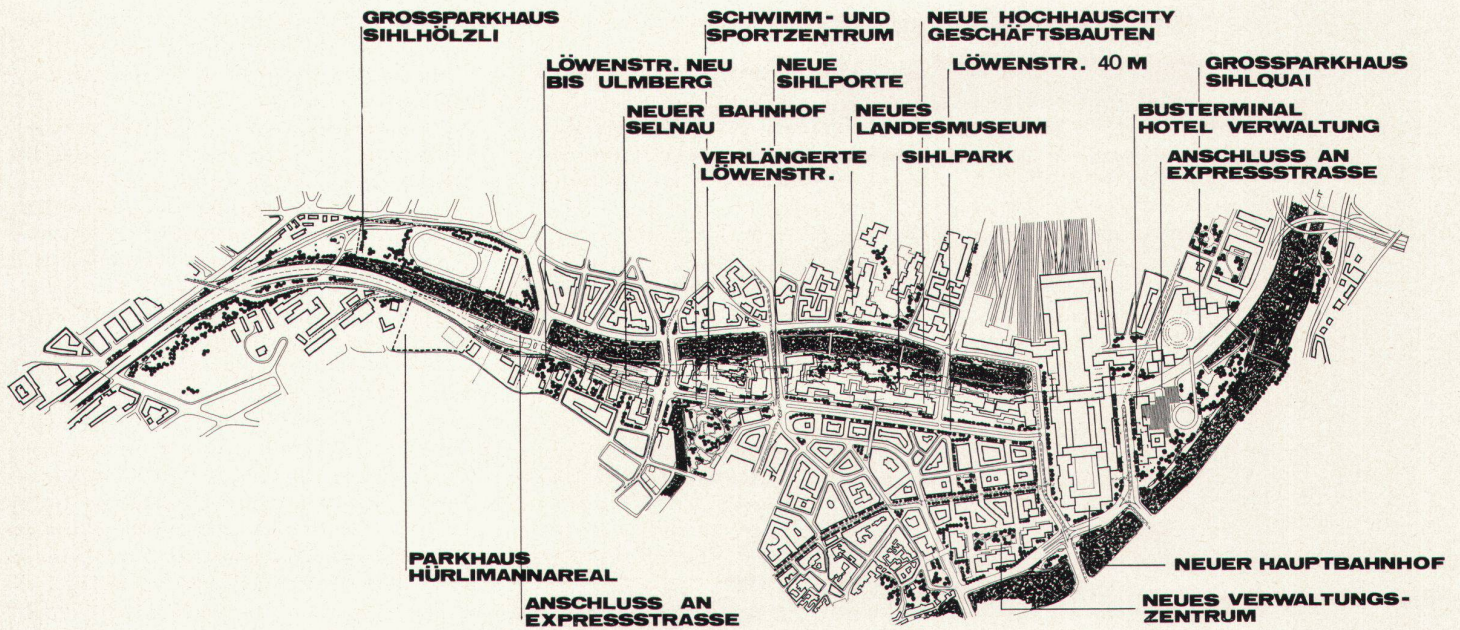 GROSSPARKHAUS
SIHLHÖLZLI
SCHWIMM- UND
SPORTZENTRUM
NEUE HOCHHAUSCITY
GESCHÄFTSBAUTEN
LÖWENSTR. NEU
BIS ULMBERG
NEUE
SIHLPORTE
LÖWENSTR. 40 M
GROSSPARKHAUS
SIHLQUAI
NEUER BAHNHOF
SELNAU
NEUES
LANDESMUSEUM
BUSTERMINAL
HOTEL VERWALTUNG
VERLÄNGERTE
LÖWENSTR.
SIHLPARK
ANSCHLUSS AN
EXPRESSSTRASSE
PARKHAUS
HÜRLIMANNAREAL
ANSCHLUSS AN
EXPRESSSTRASSE
NEUER HAUPTBAHNHOF
NEUES VERWALTUNGS-
ZENTRUM